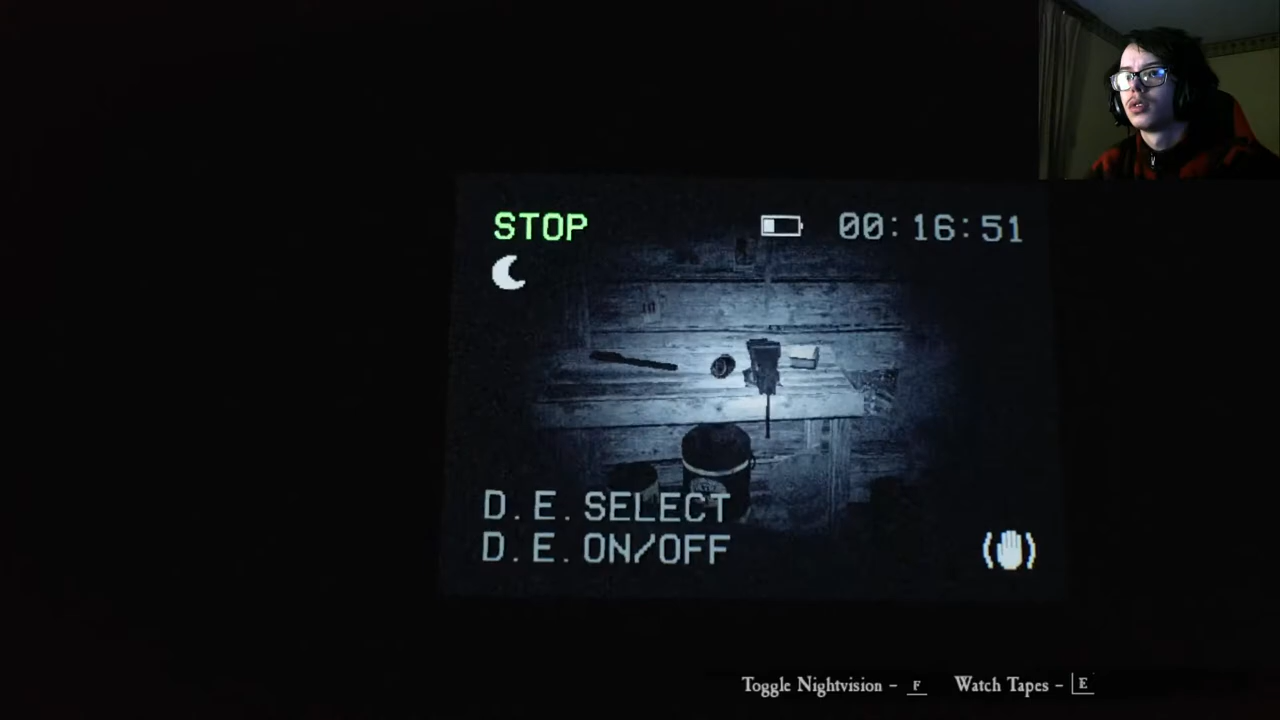 STOP 00:16:51
D.E.SELECT
D.E.ON/OFF
Toggle Nightvision - F Watch Tapes - E